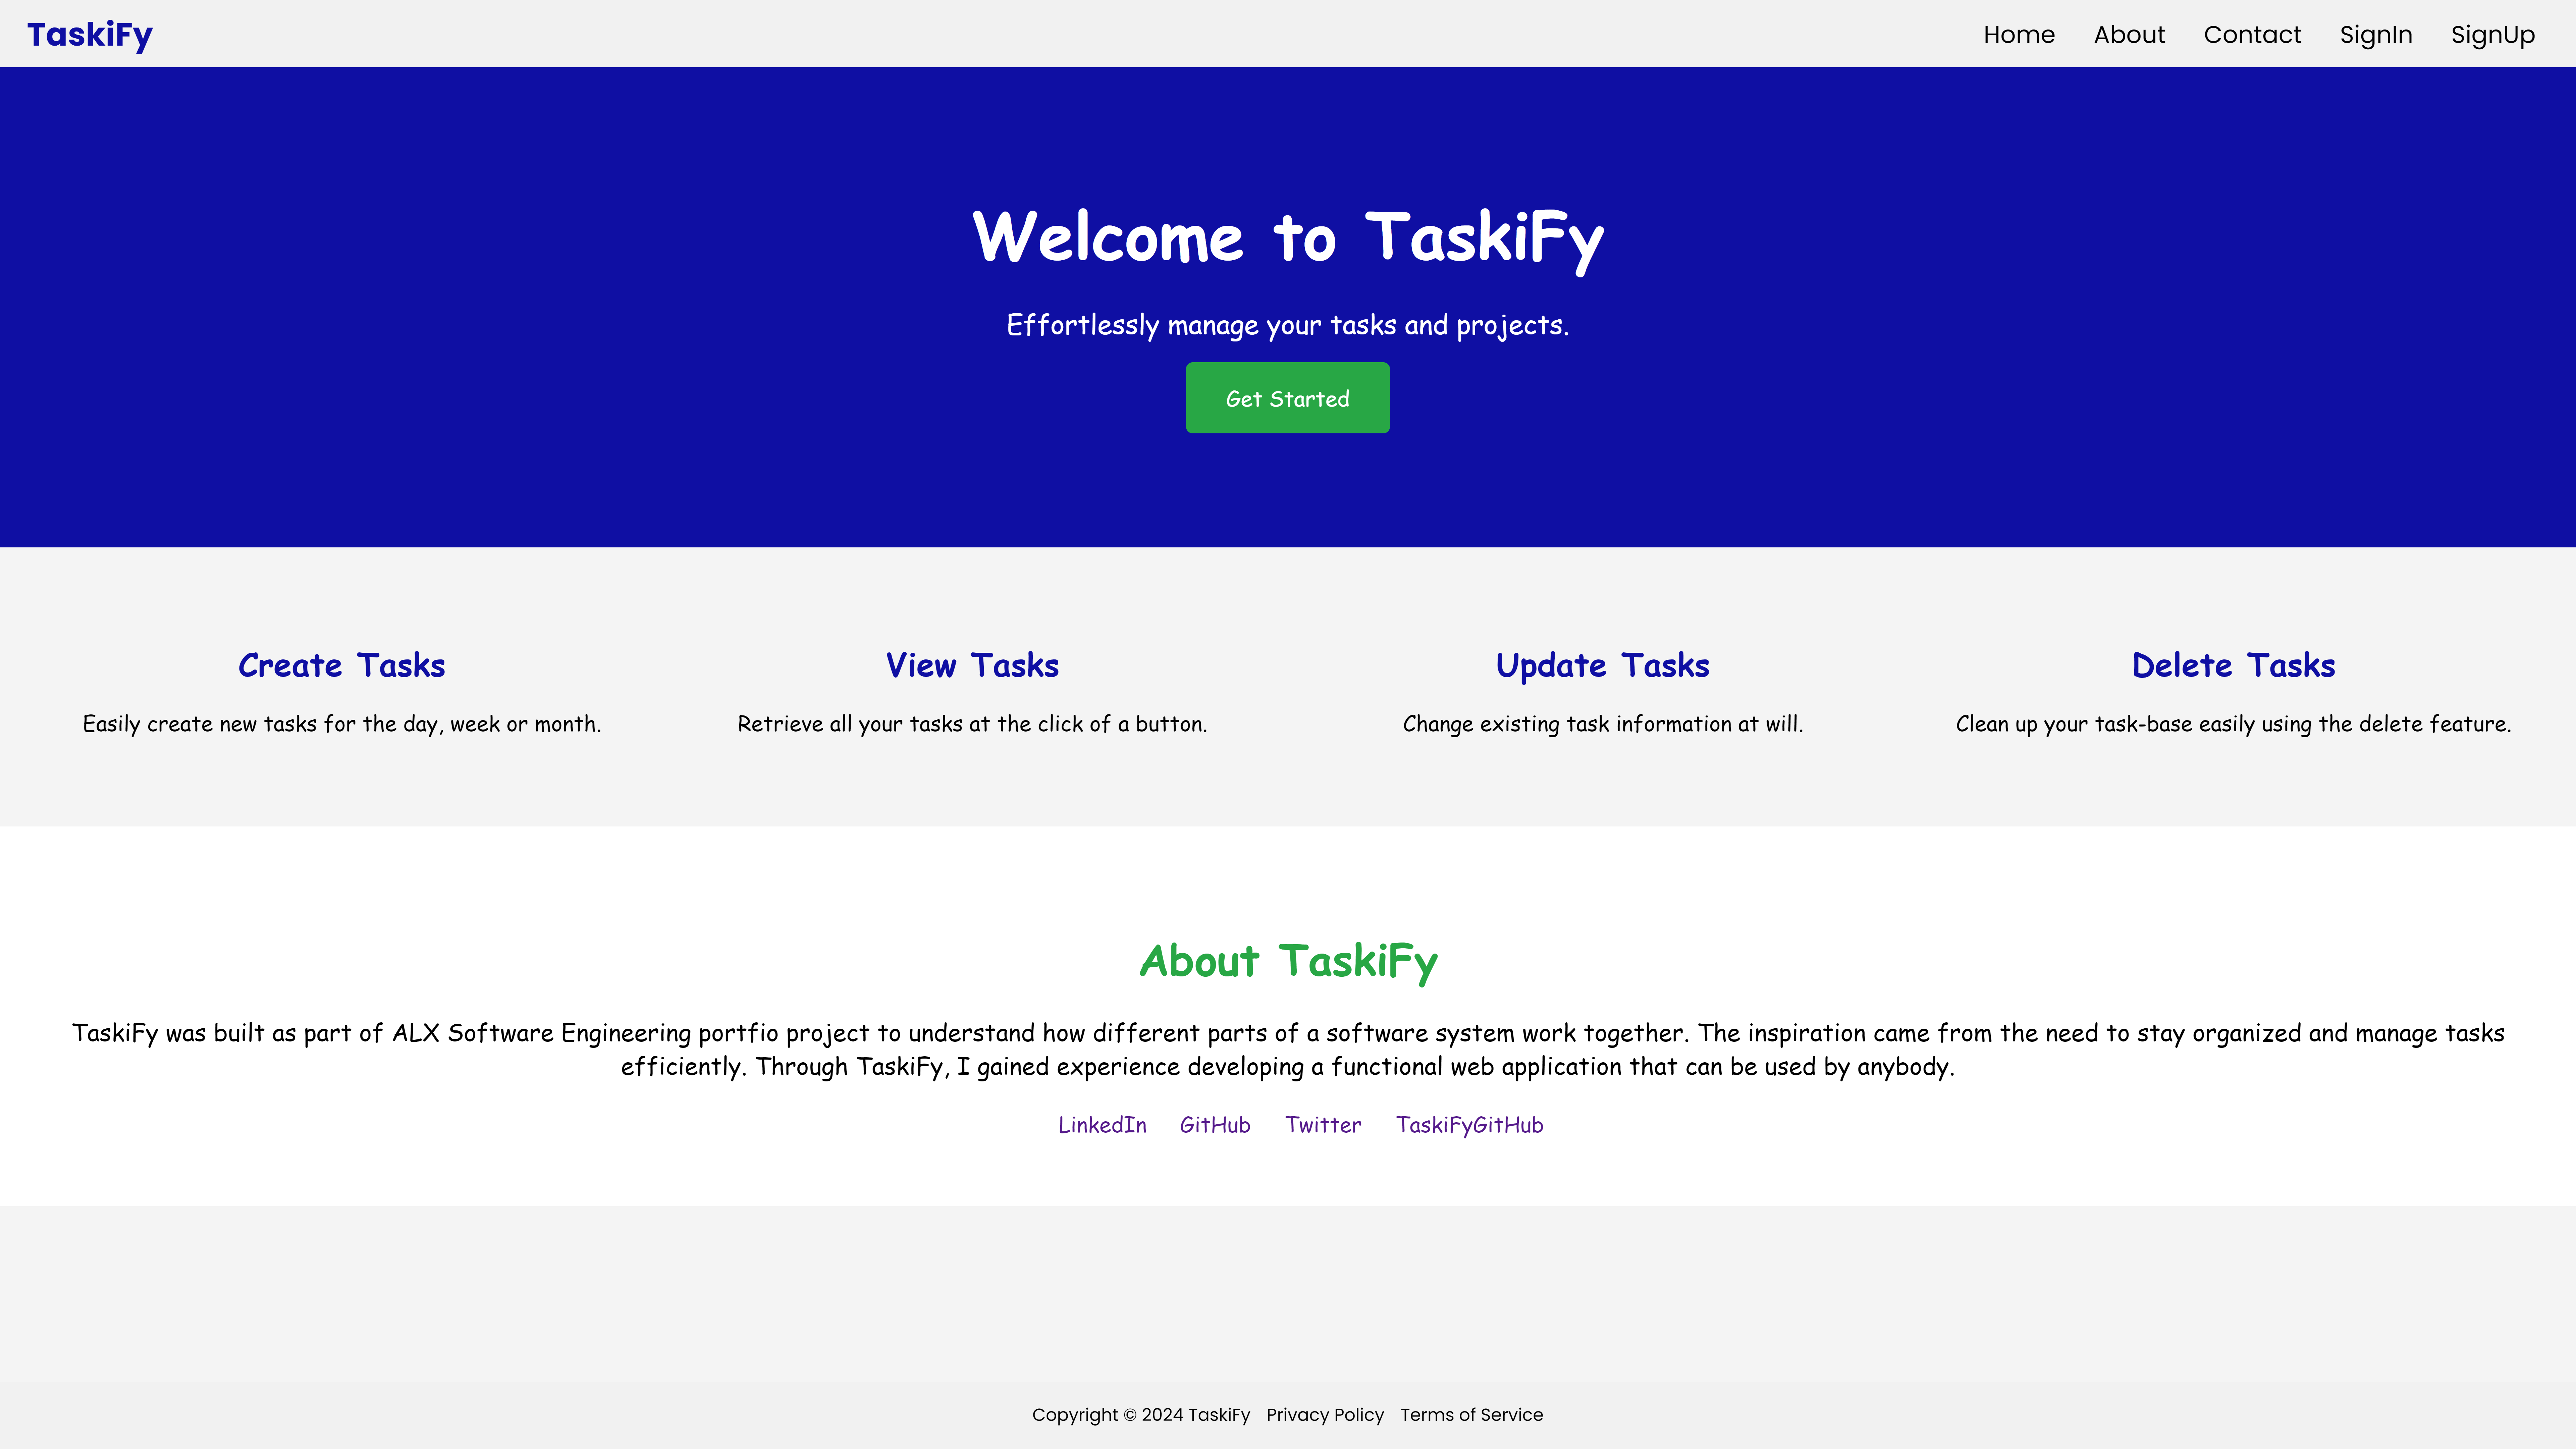 TaskiFy
Home About Contact SignIn SignUp
Welcome to TaskiFy
Effortlessly manage your tasks and projects.
Get Started
Create Tasks
Easily create new tasks for the day, week or month.
View Tasks
Retrieve all your tasks at the click of a button.
Update Tasks
Change existing task information at will.
Delete Tasks
Clean up your task-base easily using the delete feature.
About TaskiFy
TaskiFy was built as part of ALX Software Engineering portfio project to understand how different parts of a software system work together. The inspiration came from the need to stay organized and manage tasks
efficiently. Through TaskiFy, I gained experience developing a functional web application that can be used by anybody.
LinkedIn GitHub Twitter TaskiFyGitHub
Copyright © 2024 TaskiFy Privacy Policy Terms of Service